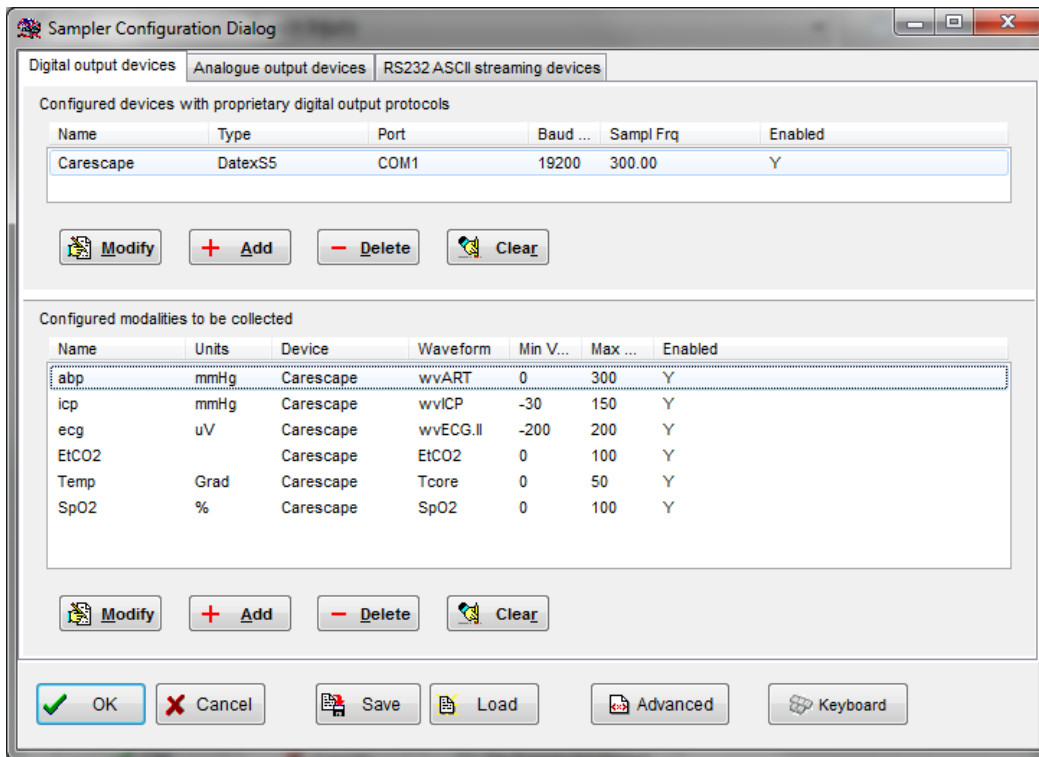 Sampler Configuration Dialog
Digital output devices Analogue output devices RS232 ASCII streaming devices
Configured devices with proprietary digital output protocols
Name Type Port Baud ... Sampl Frq Enabled
Carescape DatexS5 COM1 19200 300.00 Y
Modify Add Delete Clear
Configured modalities to be collected
Name Units Device Waveform Min V... Max ... Enabled
abp mmHg Carescape wvART 0 300 Y
icp mmHg Carescape wvICP -30 150 Y
ecg uV Carescape wvECG.II -200 200 Y
EtCO2 Carescape EtCO2 0 100 Y
Temp Grad Carescape Tcore 0 50 Y
SpO2 % Carescape SpO2 0 100 Y
Modify Add Delete Clear
OK Cancel Save Load Advanced Keyboard